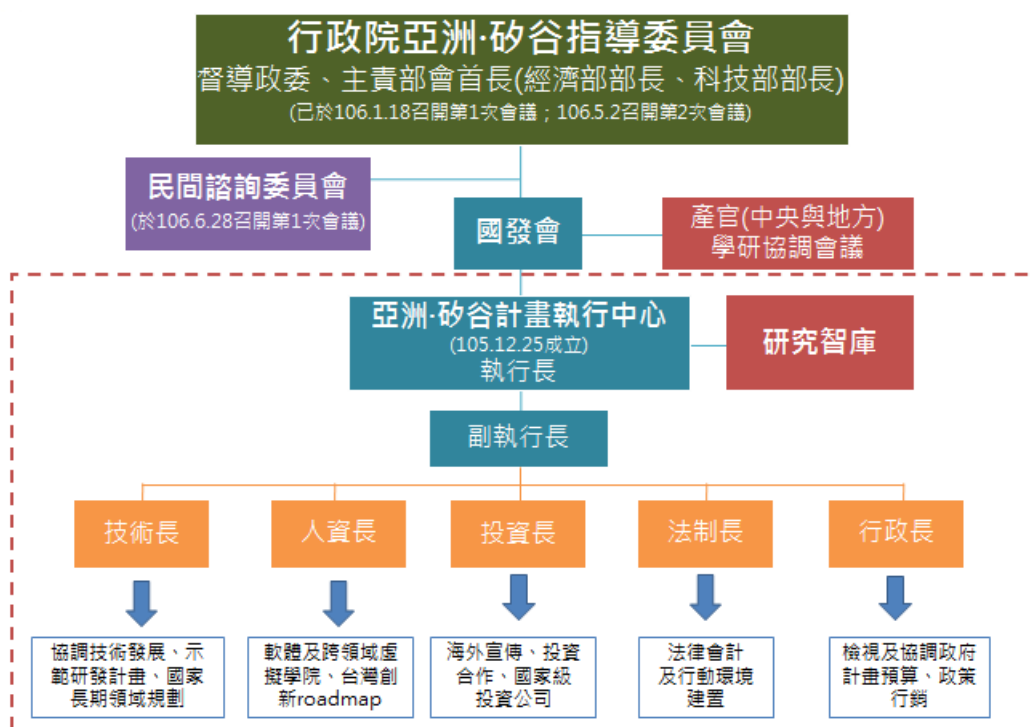 行政院亞洲·矽谷指導委員會
督導政委、主責部會首長(經濟部部長、科技部部長)
(已於106.1.18召開第1次會議；106.5.2召開第2次會議)
民間諮詢委員會
(於106.6.28召開第1次會議)
國發會
產官(中央與地方)
學研協調會議
亞洲·矽谷計畫執行中心
(105.12.25成立)
執行長
研究智庫
副執行長
技術長
人資長
投資長
法制長
行政長
協調技術發展、示
範研發計畫、國家
長期領域規劃
軟體及跨領域虛
擬學院、台灣創
新roadmap
海外宣傳、投資
合作、國家級
投資公司
法律會計
及行動環境
建置
檢視及協調政府
計畫預算、政策
行銷